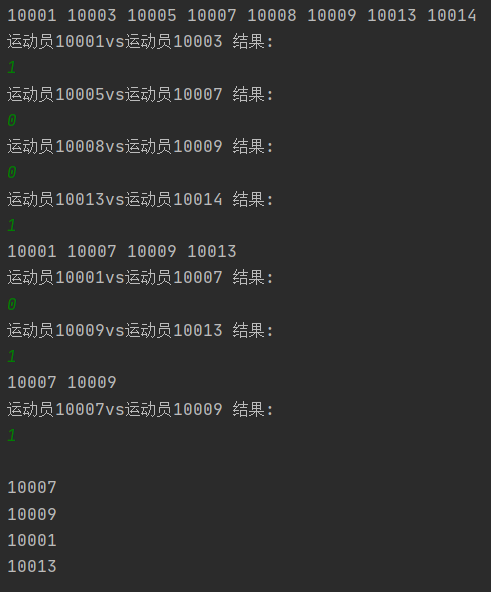 10001 10003 10005 10007 10008 10009 10013 10014
运动员10001vs运动员10003 结果:
1
运动员10005vs运动员10007 结果:
0
运动员10008vs运动员10009 结果:
0
运动员10013vs运动员10014 结果:
1
10001 10007 10009 10013
运动员10001vs运动员10007 结果:
0
运动员10009vs运动员10013 结果:
1
10007 10009
运动员10007vs运动员10009 结果:
1
10007
10009
10001
10013